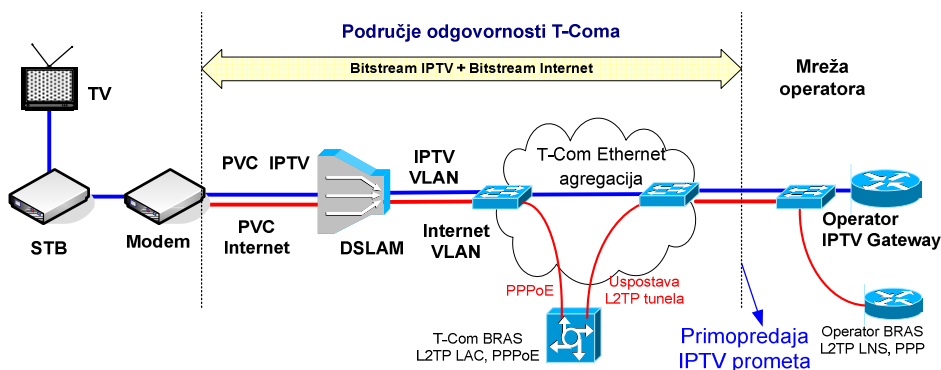 Područje odgovornosti T-Coma
Bitstream IPTV + Bitstream Internet
Mreža
operatora
TV
PVC IPTV
IPTV
VLAN
T-Com Ethernet
agregacija
STB
Modem
PVC
Internet
DSLAM
Internet
VLAN
Operator
IPTV Gateway
PPPoE
Uspostava
L2TP tunela
T-Com BRAS
L2TP LAC, PPPoE
Primopredaja
IPTV prometa
Operator BRAS
L2TP LNS, PPP